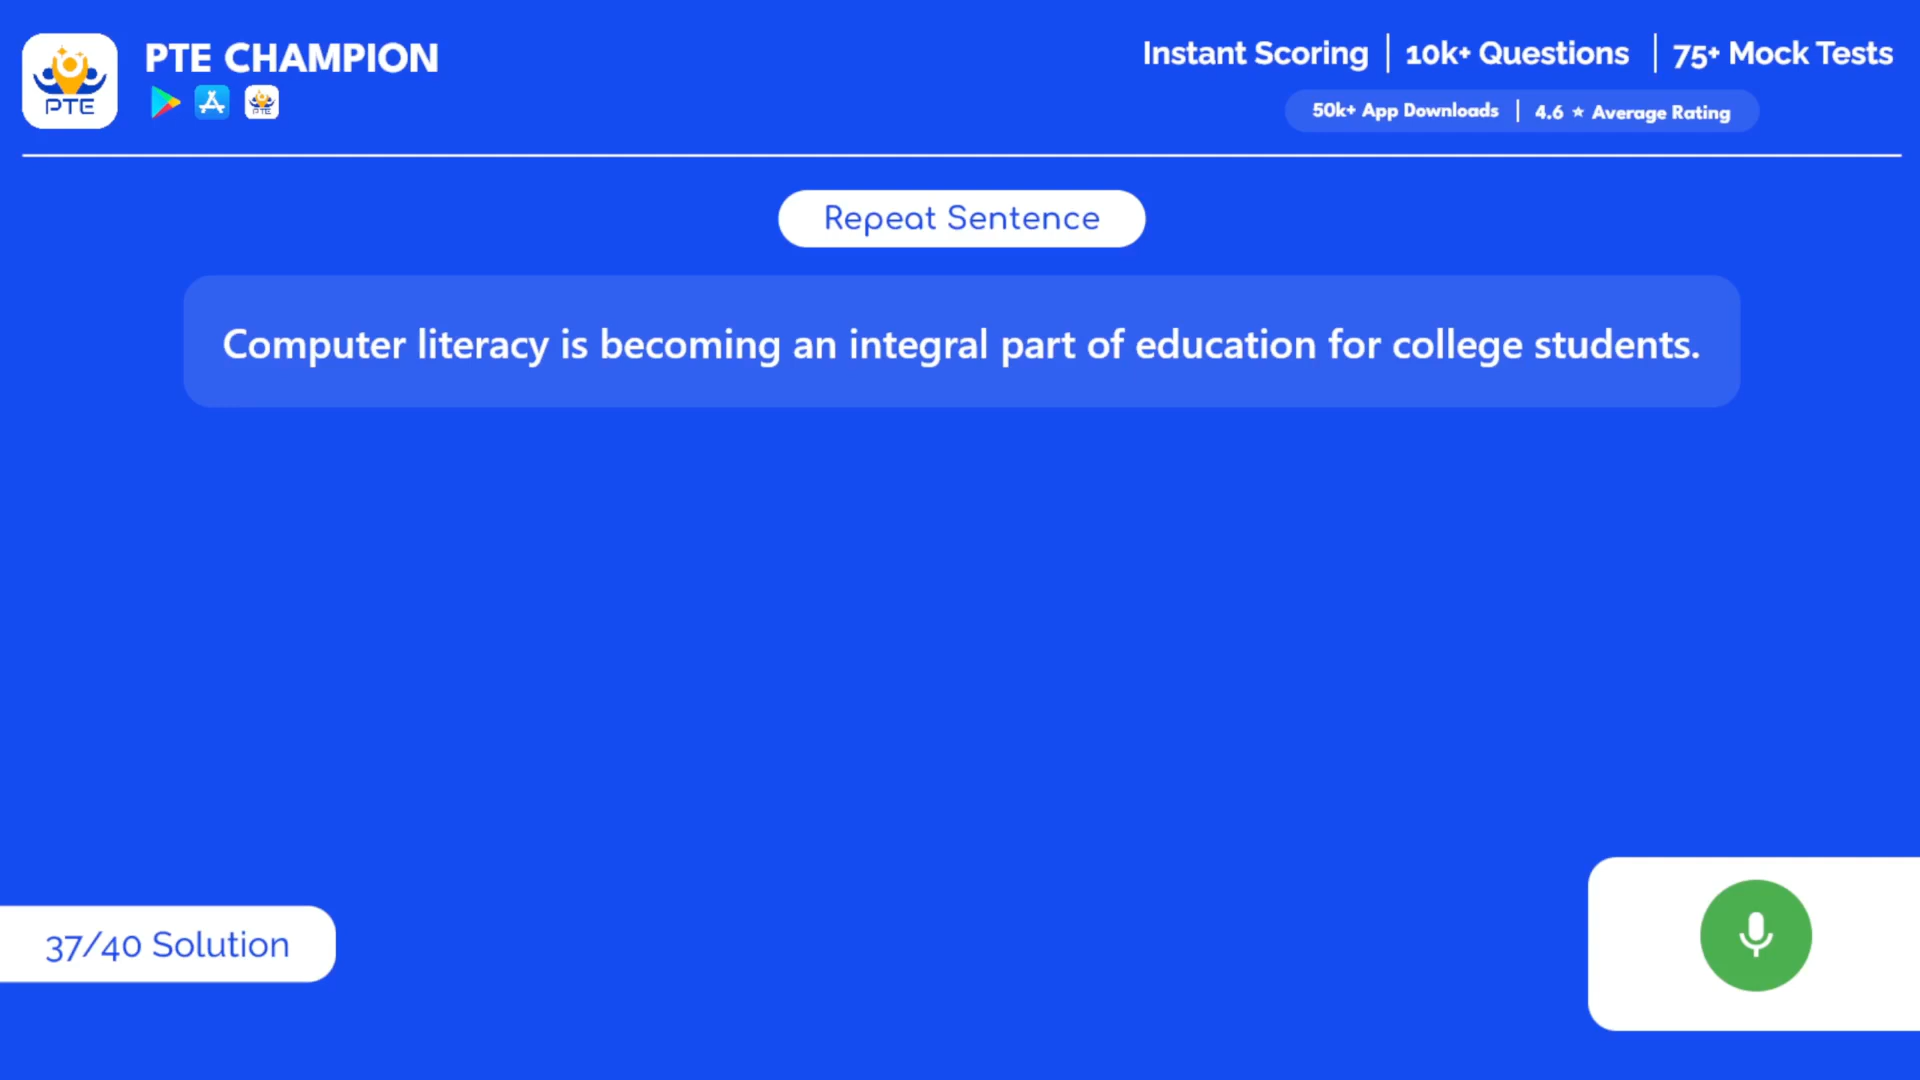 PTE CHAMPION
PTE
PTE
Instant Scoring | 10k+ Questions | 75+ Mock Tests
50k+ App Downloads | 4.6 ★ Average Rating
Repeat Sentence
Computer literacy is becoming an integral part of education for college students.
37/40 Solution